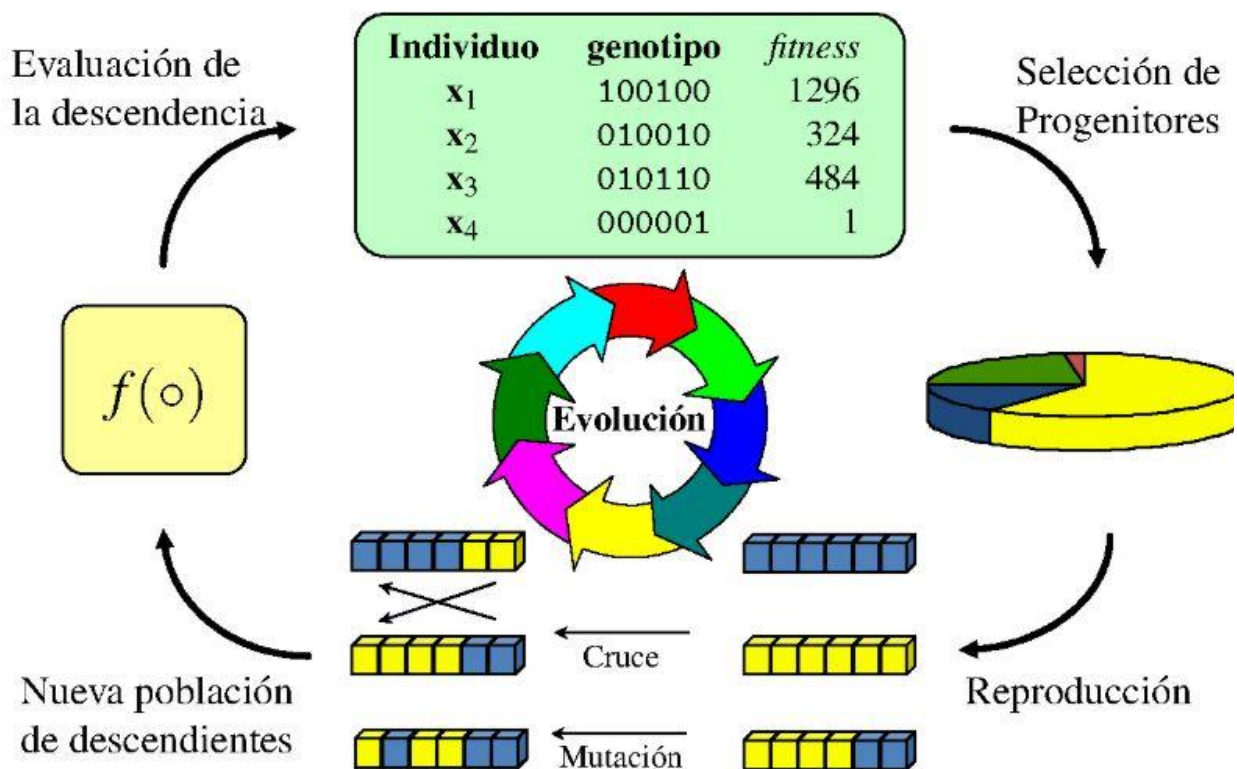 Individuo genotipo fitness
x1 100100 1296
x2 010010 324
x3 010110 484
x4 000001 1
Evaluación de
la descendencia
Selección de
Progenitores
f(∘)
Evolución
Cruce
Mutación
Reproducción
Nueva población
de descendientes